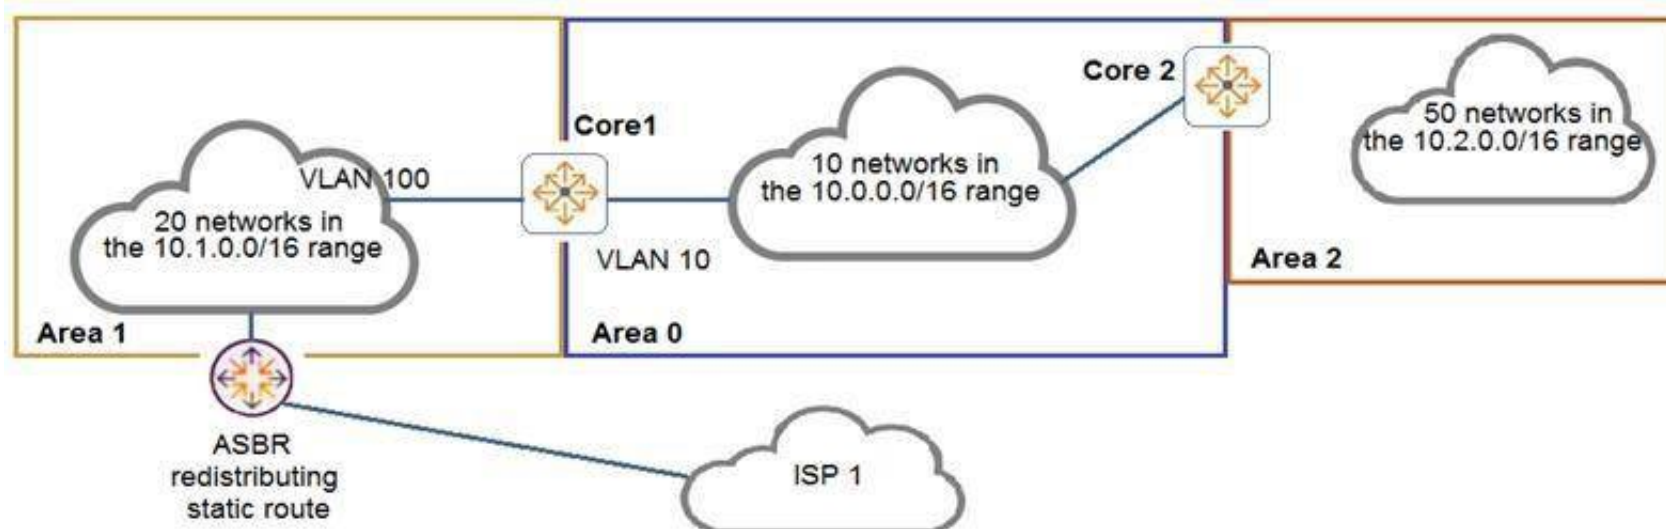 Core 2
50 networks in
the 10.2.0.0/16 range
Core1
VLAN 100
10 networks in
the 10.0.0.0/16 range
20 networks in
the 10.1.0.0/16 range
VLAN 10
Area 2
Area 1
Area 0
ASBR
redistributing
static route
ISP 1